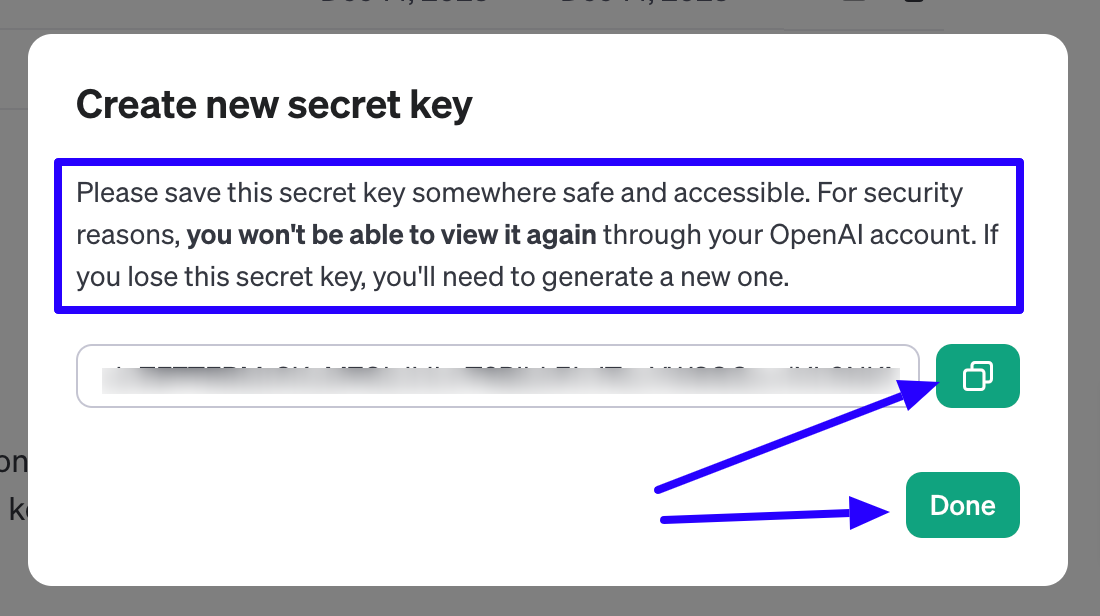 Create new secret key
Please save this secret key somewhere safe and accessible. For security
reasons, you won't be able to view it again through your OpenAI account. If
you lose this secret key, you'll need to generate a new one.
Done